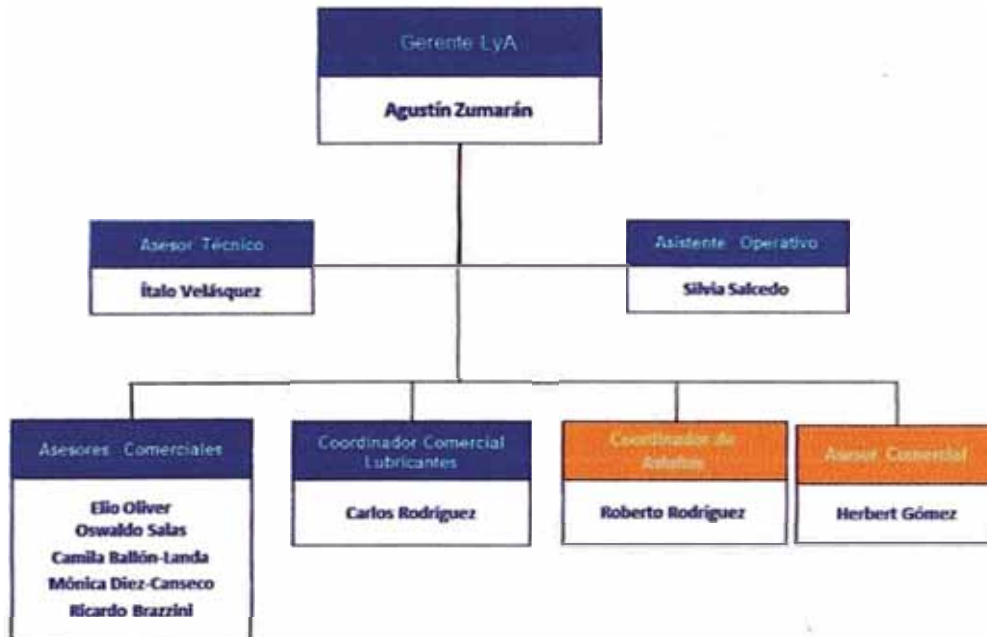 Gerente LyA
Agustín Zumarán
Asesor Técnico
Ítalo Velásquez
Asistente Operativo
Silvia Salcedo
Asesores Comerciales
Elio Oliver
Oswaldo Salas
Camila Ballón-Landa
Mónica Diez-Canseco
Ricardo Brazzini
Coordinador Comercial
Lubricantes
Carlos Rodríguez
Coordinador de
Roberto Rodríguez
Asesor Comercial
Herbert Gómez